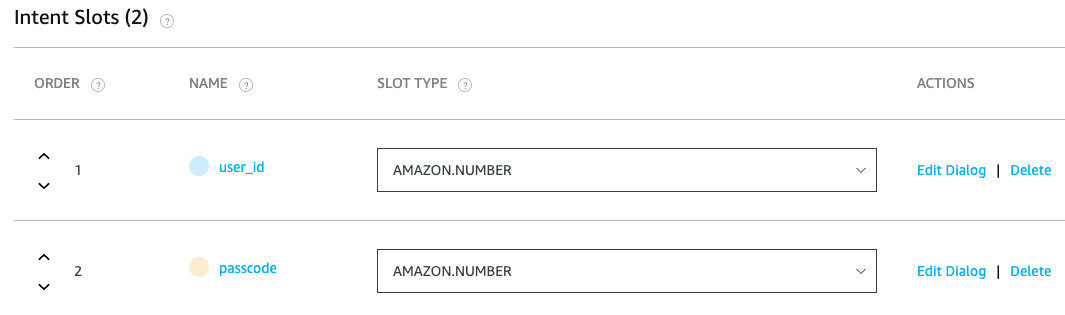 Intent Slots (2) ?
ORDER ? NAME ? SLOT TYPE ? ACTIONS
1 user_id AMAZON.NUMBER Edit Dialog | Delete
2 passcode AMAZON.NUMBER Edit Dialog | Delete